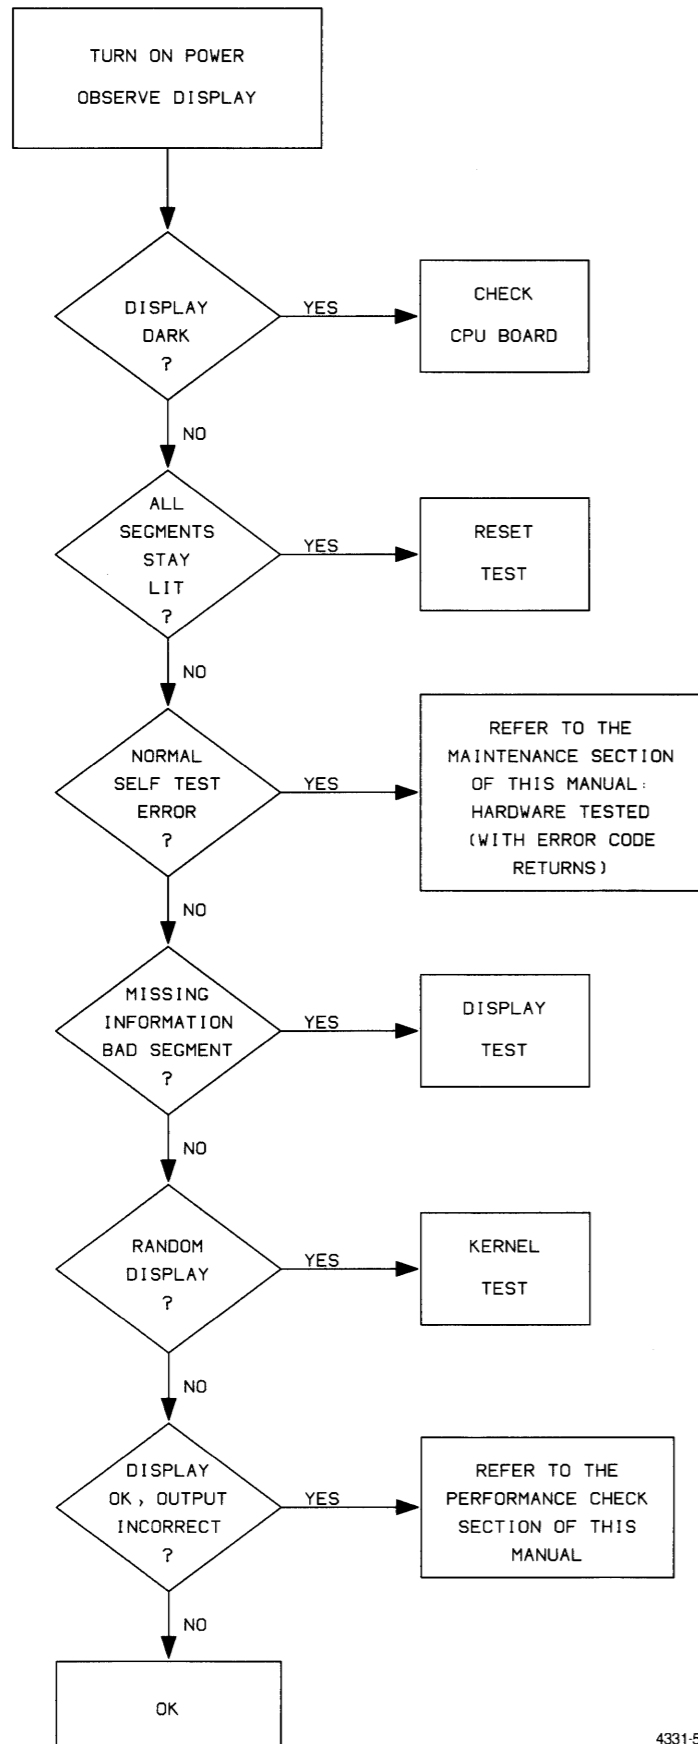 TURN ON POWER
OBSERVE DISPLAY
DISPLAY
DARK
?
YES
CHECK
CPU BOARD
NO
ALL
SEGMENTS
STAY
LIT
?
YES
RESET
TEST
NO
NORMAL
SELF TEST
ERROR
?
YES
REFER TO THE
MAINTENANCE SECTION
OF THIS MANUAL:
HARDWARE TESTED
(WITH ERROR CODE
RETURNS)
NO
MISSING
INFORMATION
BAD SEGMENT
?
YES
DISPLAY
TEST
NO
RANDOM
DISPLAY
?
YES
KERNEL
TEST
NO
DISPLAY
OK, OUTPUT
INCORRECT
?
YES
REFER TO THE
PERFORMANCE CHECK
SECTION OF THIS
MANUAL
NO
OK
4331-5